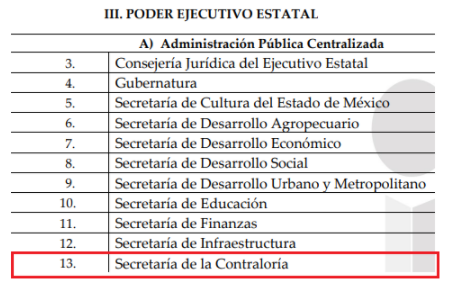 III. PODER EJECUTIVO ESTATAL
A) Administración Pública Centralizada
3. Consejería Jurídica del Ejecutivo Estatal
4. Gubernatura
5. Secretaría de Cultura del Estado de México
6. Secretaría de Desarrollo Agropecuario
7. Secretaría de Desarrollo Económico
8. Secretaría de Desarrollo Social
9. Secretaría de Desarrollo Urbano y Metropolitano
10. Secretaría de Educación
11. Secretaría de Finanzas
12. Secretaría de Infraestructura
13. Secretaría de la Contraloría